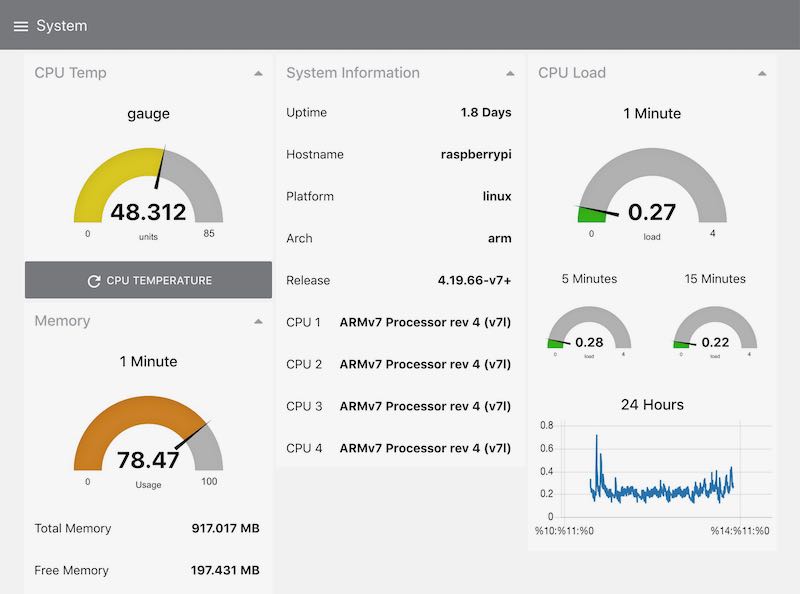 System
CPU Temp
gauge
48.312
0
units
85
CPU TEMPERATURE
Memory
1 Minute
78.47
0
Usage
100
Total Memory 917.017 MB
Free Memory 197.431 MB
System Information
Uptime 1.8 Days
Hostname raspberrypi
Platform linux
Arch arm
Release 4.19.66-v7+
CPU 1 ARMv7 Processor rev 4 (v7l)
CPU 2 ARMv7 Processor rev 4 (v7l)
CPU 3 ARMv7 Processor rev 4 (v7l)
CPU 4 ARMv7 Processor rev 4 (v7l)
CPU Load
1 Minute
0.27
0
load
4
5 Minutes
0.28
0
load
4
15 Minutes
0.22
0
load
4
24 Hours
0.8
0.6
0.4
0.2
0
%10:%11:%0 %14:%11:%0